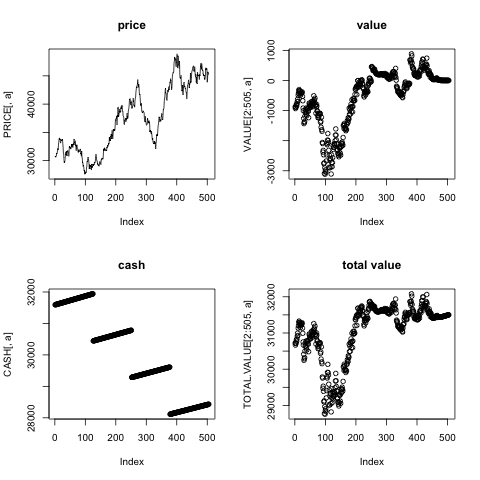 price
PRICE[, a]
30000 40000
0 100 200 300 400 500
Index
value
VALUE[2:505, a]
-3000 -1000 0 1000
0 100 200 300 400 500
Index
cash
CASH[, a]
28000 30000 32000
0 100 200 300 400 500
Index
total value
TOTAL.VALUE[2:505, a]
29000 30000 31000 32000
0 100 200 300 400 500
Index